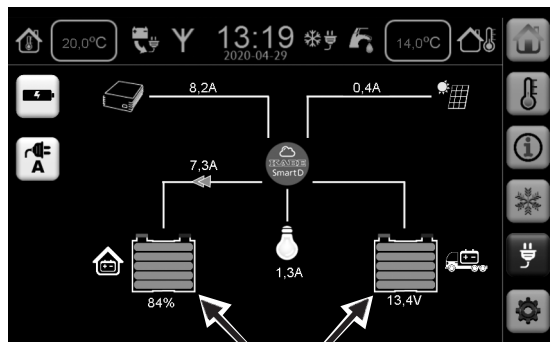 20,0°C
13:19
2020-04-29
14,0°C
8,2A
0,4A
A
7,3A
KABE
SmartD
1,3A
84%
13,4V